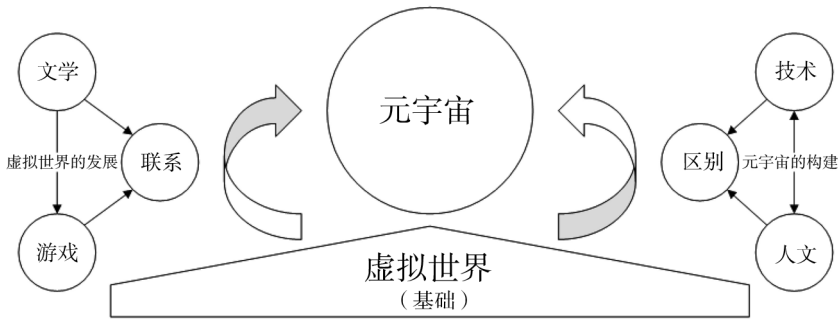 文学
虚拟世界的发展
联系
游戏
元宇宙
虚拟世界
（基础）
技术
区别
元宇宙的构建
人文